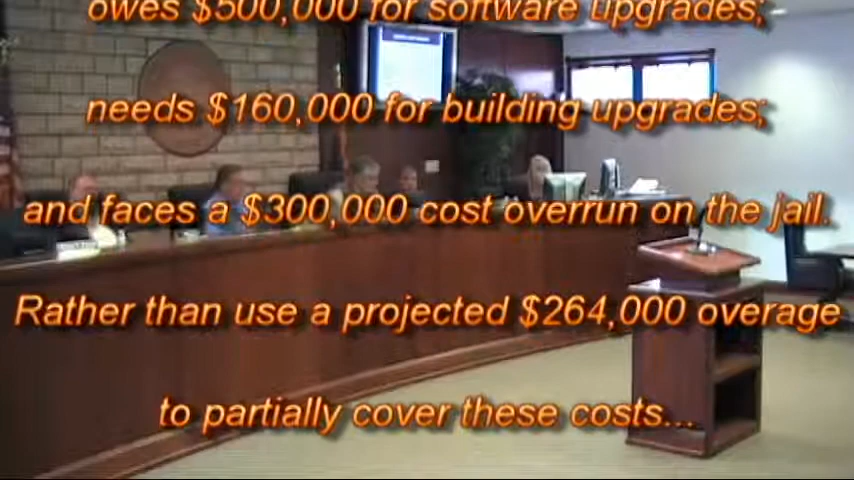 owes $500,000 for software upgrades;
needs $160,000 for building upgrades;
and faces a $300,000 cost overrun on the jail.
Rather than use a projected $264,000 overage
to partially cover these costs...